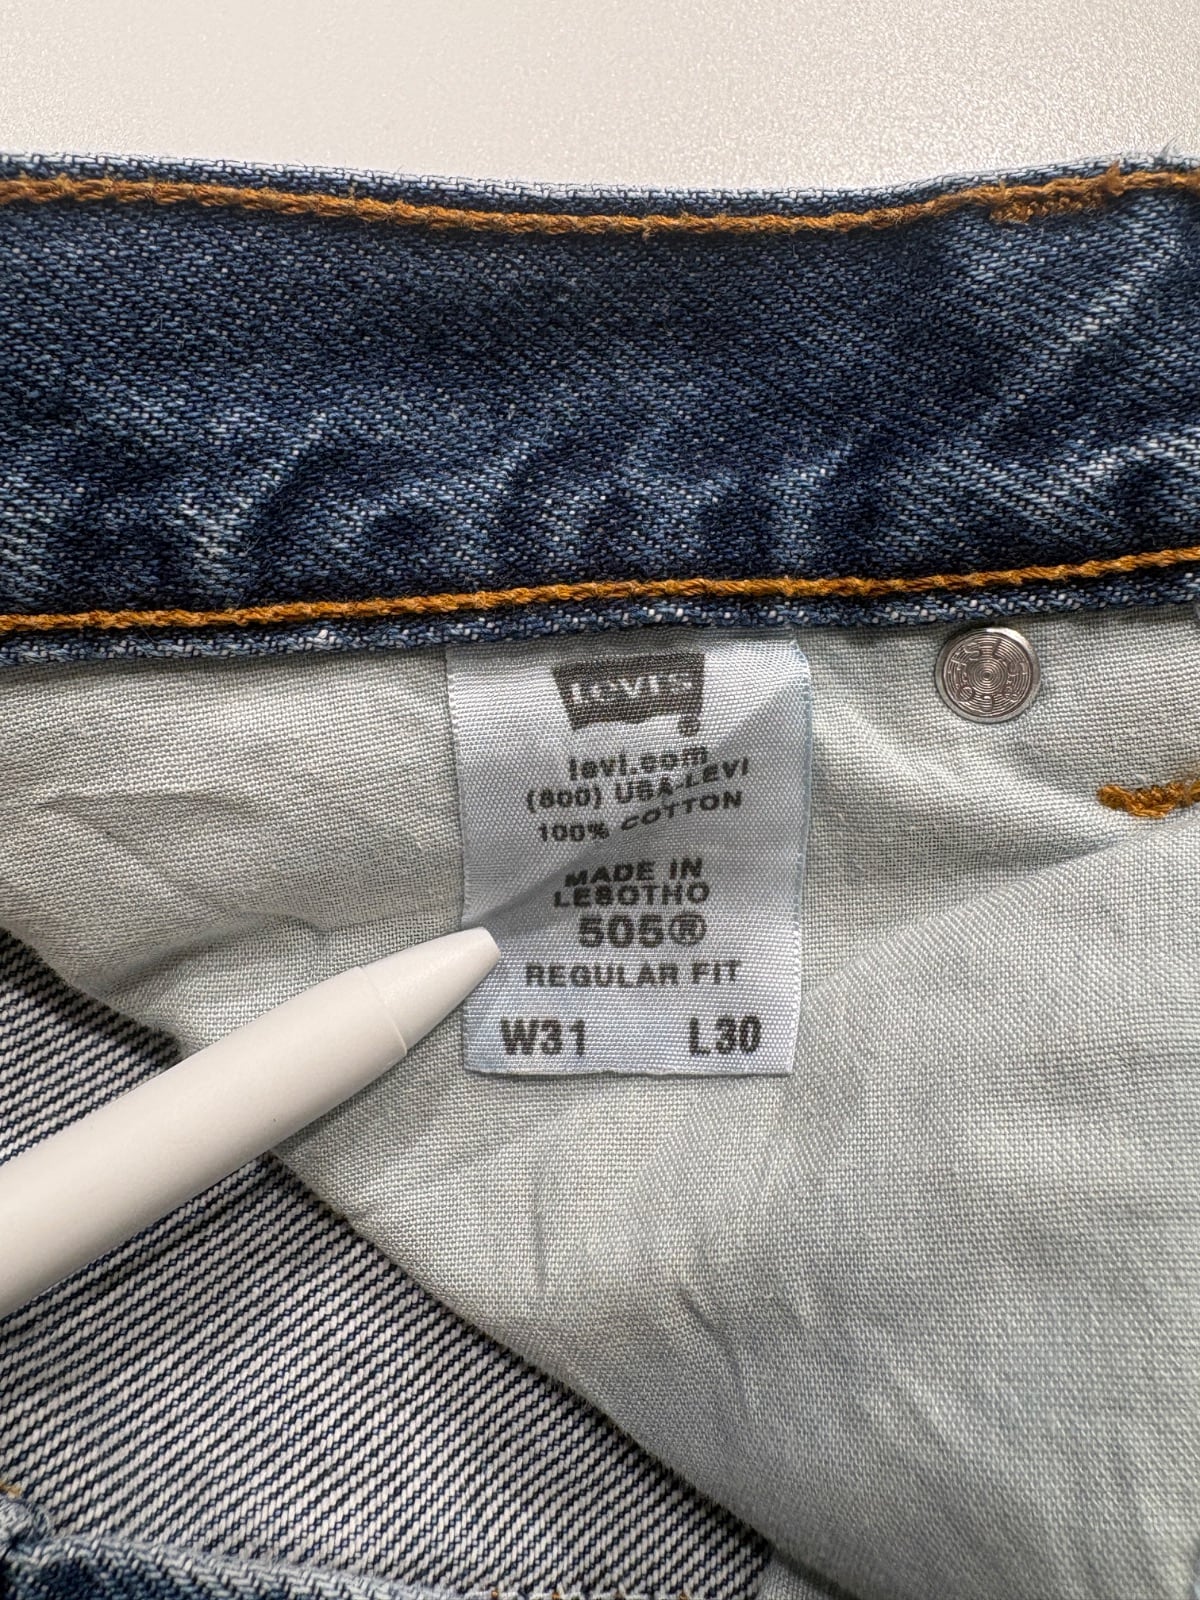 Levi's
levi.com
(800) USA-LEVI
100% COTTON
MADE IN
LESOTHO
505®
REGULAR FIT
W31 L30